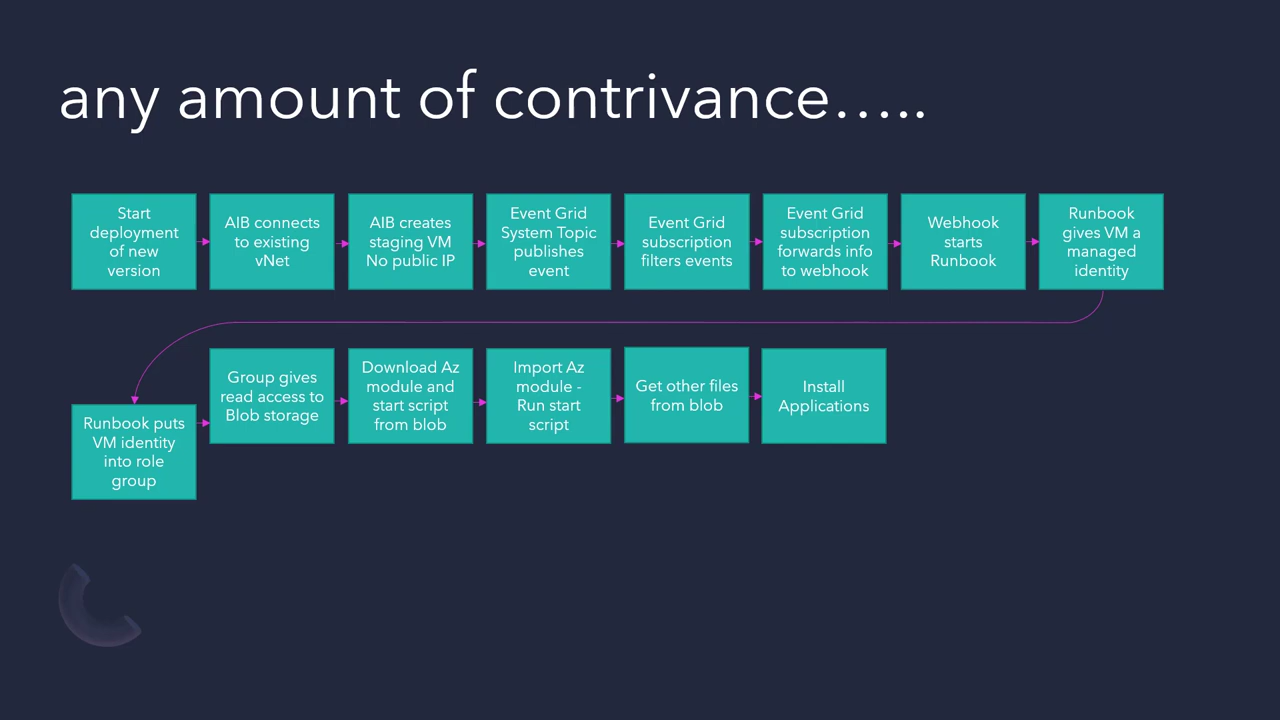 any amount of contrivance.....
Start
deployment
of new
version
AIB connects
to existing
vNet
AIB creates
staging VM
No public IP
Event Grid
System Topic
publishes
event
Event Grid
subscription
filters events
Event Grid
subscription
forwards info
to webhook
Webhook
starts
Runbook
Runbook
gives VM a
managed
identity
Runbook puts
VM identity
into role
group
Group gives
read access to
Blob storage
Download Az
module and
start script
from blob
Import Az
module -
Run start
script
Get other files
from blob
Install
Applications